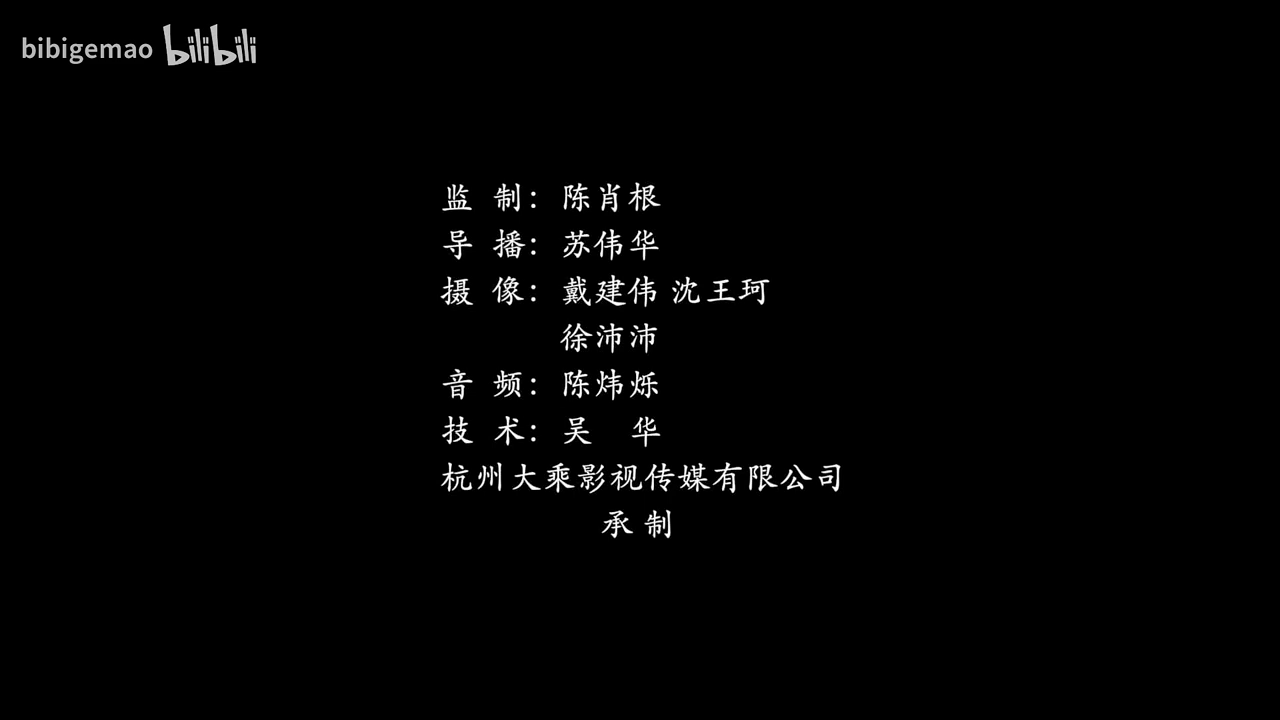 bibigemao bilibili
监 制：陈肖根
导 播：苏伟华
摄 像：戴建伟 沈王珂
徐沛沛
音 频：陈炜烁
技 术：吴 华
杭州大乘影视传媒有限公司
承 制